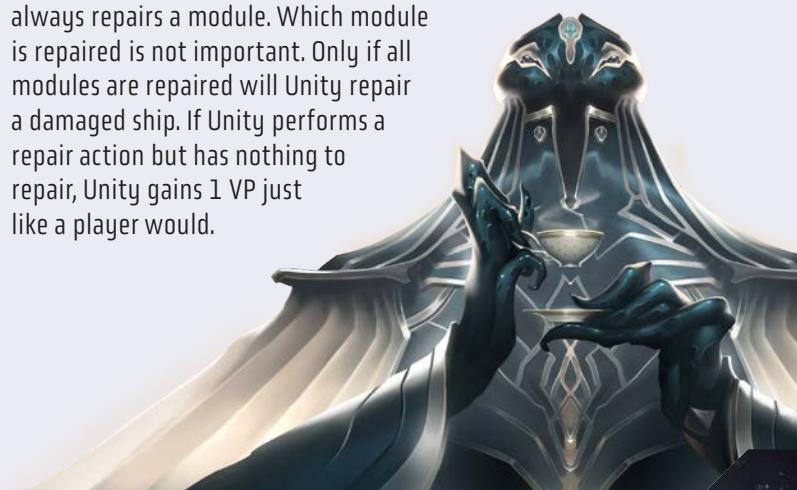 always repairs a module. Which module
is repaired is not important. Only if all
modules are repaired will Unity repair
a damaged ship. If Unity performs a
repair action but has nothing to
repair, Unity gains 1 VP just
like a player would.